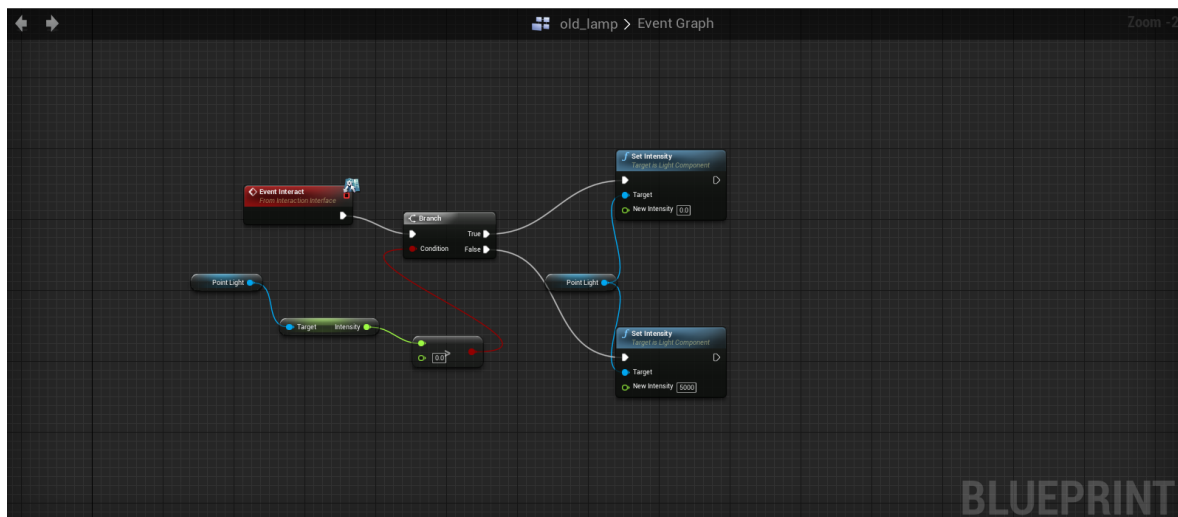 old_lamp > Event Graph
Zoom -2
Event Interact
From Interaction Interface
Branch
True
Condition
False
Set Intensity
Target is Light Component
Target
New Intensity 0.0
Point Light
Point Light
Target Intensity
>
0.0
Set Intensity
Target is Light Component
Target
New Intensity 5000
BLUEPRINT